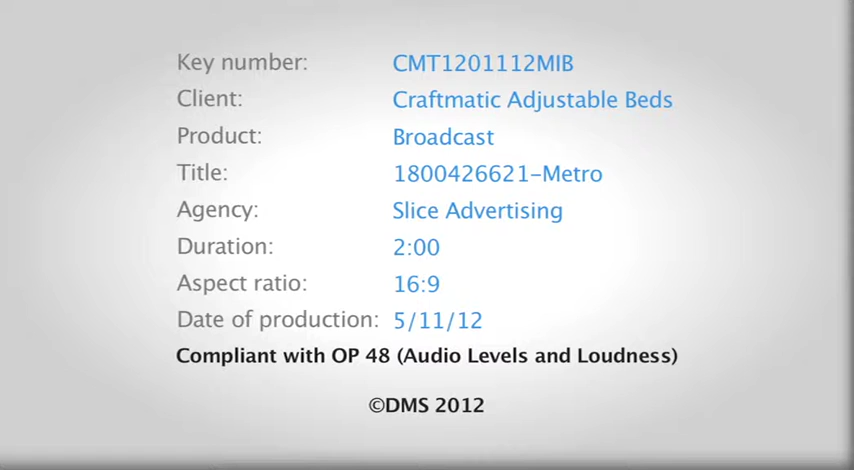 Key number: CMT1201112MIB
Client: Craftmatic Adjustable Beds
Product: Broadcast
Title: 1800426621-Metro
Agency: Slice Advertising
Duration: 2:00
Aspect ratio: 16:9
Date of production: 5/11/12
Compliant with OP 48 (Audio Levels and Loudness)
©DMS 2012